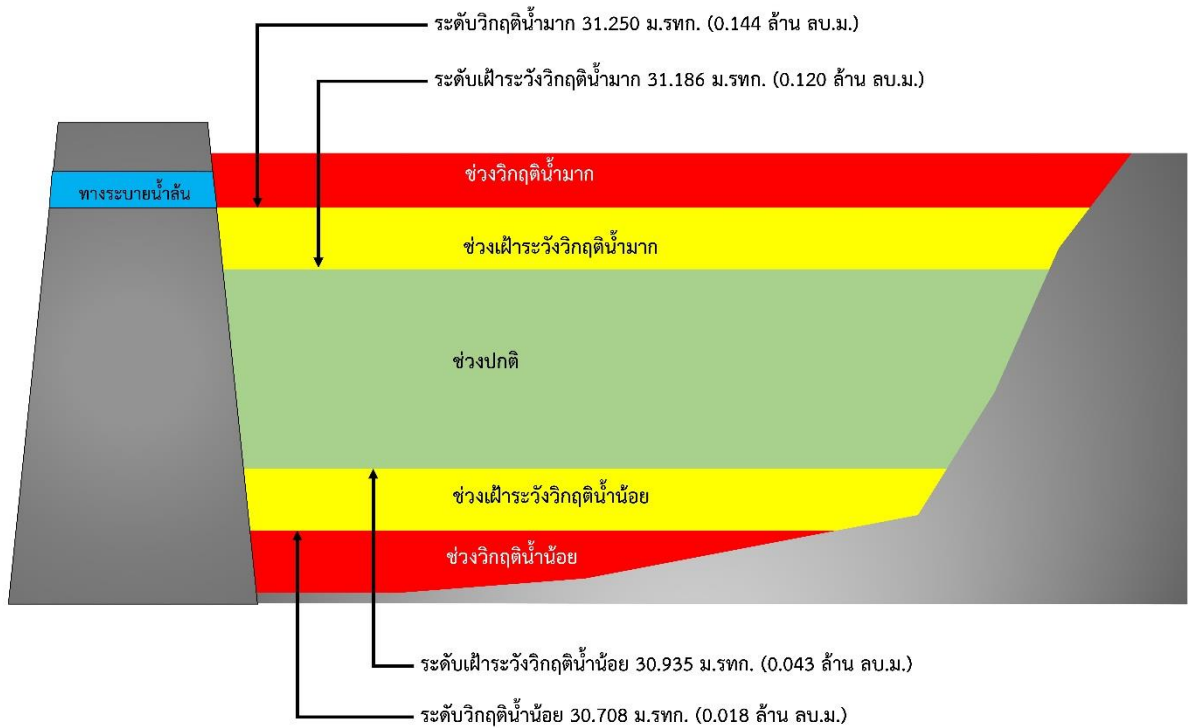 ระดับวิกฤติน้ำมาก 31.250 ม.รทก. (0.144 ล้าน ลบ.ม.)
ระดับเฝ้าระวังวิกฤติน้ำมาก 31.186 ม.รทก. (0.120 ล้าน ลบ.ม.)
ช่วงวิกฤติน้ำมาก
ทางระบายน้ำล้น
ช่วงเฝ้าระวังวิกฤติน้ำมาก
ช่วงปกติ
ช่วงเฝ้าระวังวิกฤติน้ำน้อย
ช่วงวิกฤติน้ำน้อย
ระดับเฝ้าระวังวิกฤติน้ำน้อย 30.935 ม.รทก. (0.043 ล้าน ลบ.ม.)
ระดับวิกฤติน้ำน้อย 30.708 ม.รทก. (0.018 ล้าน ลบ.ม.)